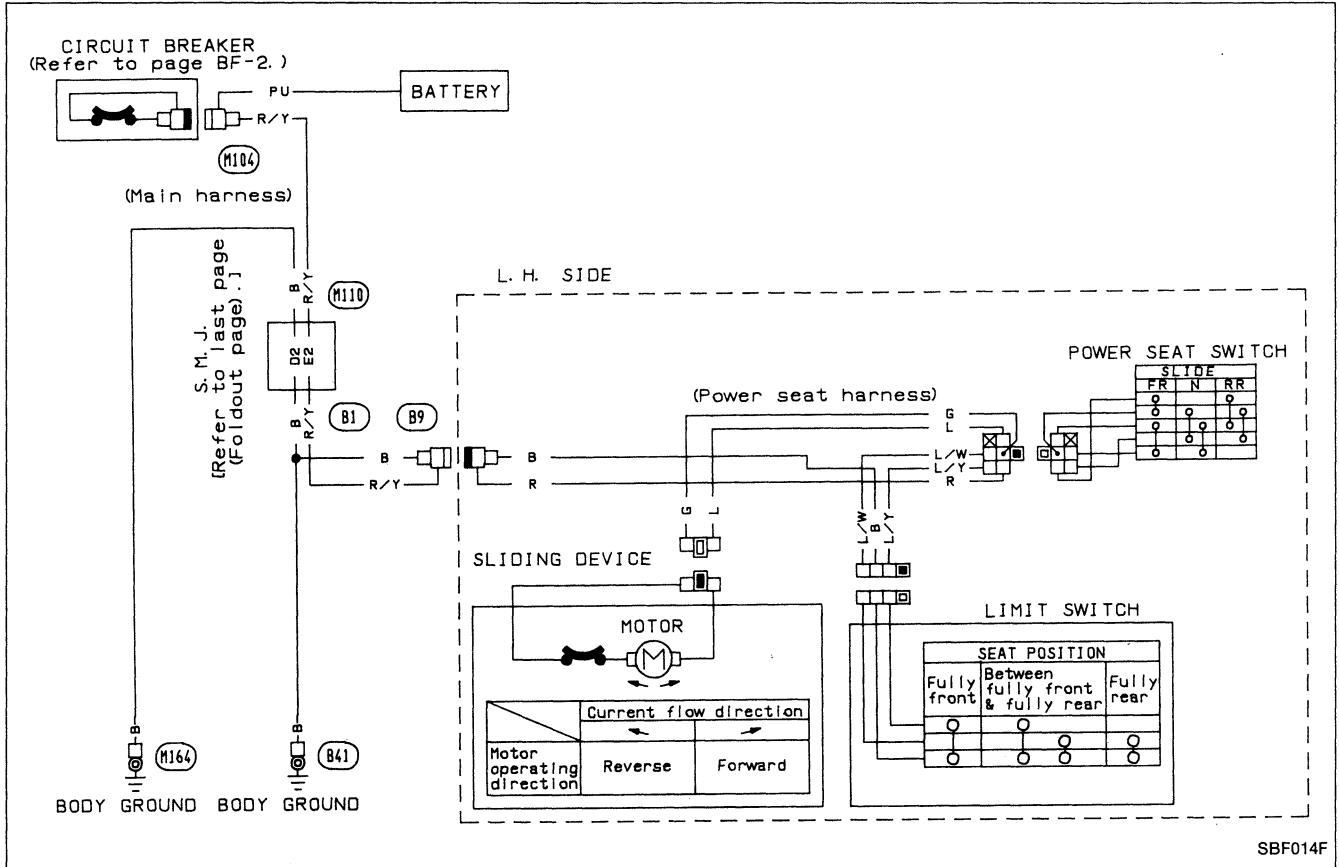 CIRCUIT BREAKER
(Refer to page BF-2.)
PU
BATTERY
R/Y
M104
(Main harness)
S. M. J.
[Refer to last page
(Foldout page).]
B
R/Y
M110
D2
E2
B
R/Y
B1
B9
B
R/Y
L. H. SIDE
B
R
(Power seat harness)
G
L
L/W
L/Y
R
POWER SEAT SWITCH
SLIDE
FR N RR
G
L
L/W
B
L/Y
SLIDING DEVICE
MOTOR
M
Current flow direction
Motor operating direction
Reverse
Forward
LIMIT SWITCH
SEAT POSITION
Fully front
Between fully front & fully rear
Fully rear
B
M164
BODY GROUND
B
B41
BODY GROUND
SBF014F